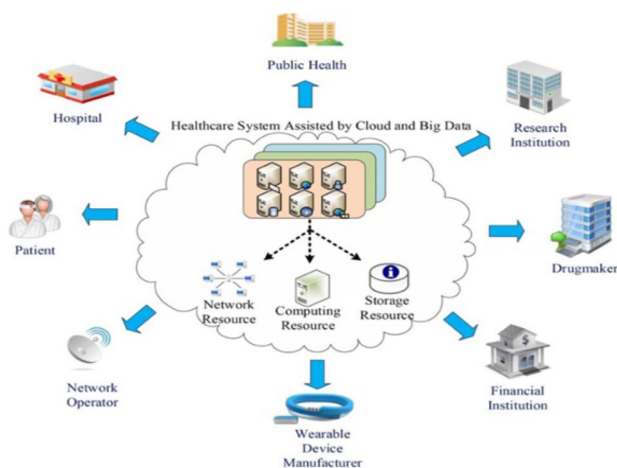 Public Health
Hospital
Healthcare System Assisted by Cloud and Big Data
Research
Institution
Patient
Drugmaker
Network
Resource
Computing
Resource
Storage
Resource
Network
Operator
Financial
Institution
Wearable
Device
Manufacturer